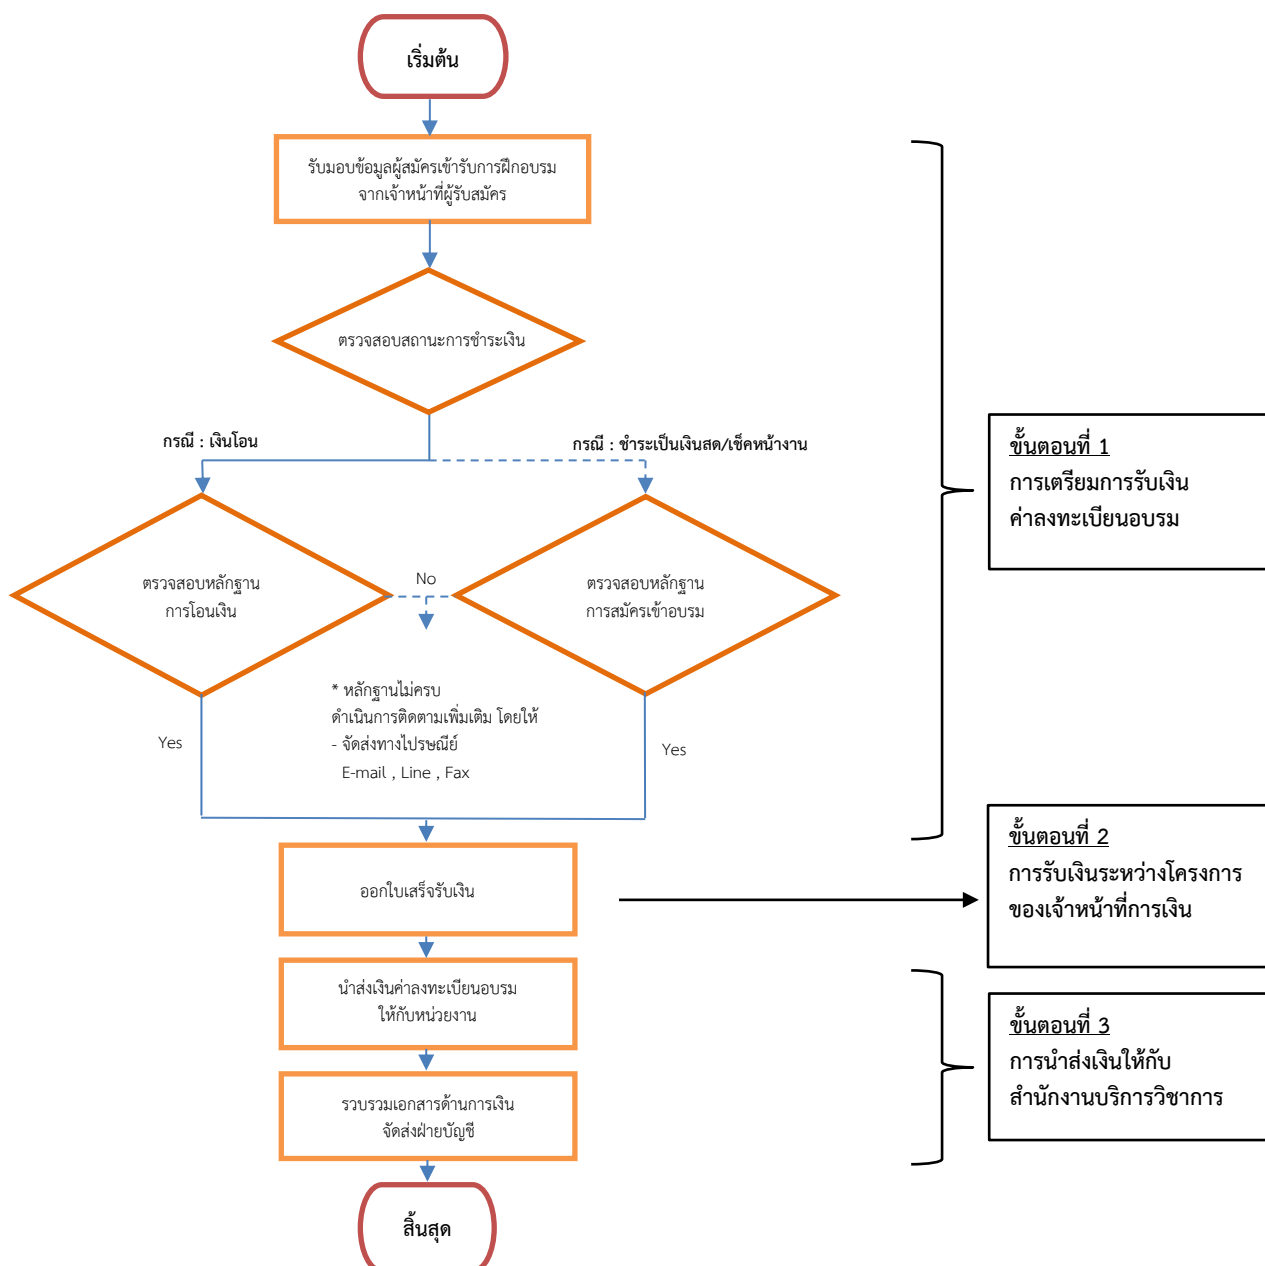 เริ่มต้น
รับมอบข้อมูลผู้สมัครเข้ารับการฝึกอบรม
จากเจ้าหน้าที่ผู้รับสมัคร
ตรวจสอบสถานะการชำระเงิน
กรณี : เงินโอน
กรณี : ชำระเป็นเงินสด/เช็คหน้างาน
ตรวจสอบหลักฐาน
การโอนเงิน
No
ตรวจสอบหลักฐาน
การสมัครเข้าอบรม
* หลักฐานไม่ครบ
ดำเนินการติดตามเพิ่มเติม โดยให้
- จัดส่งทางไปรษณีย์
E-mail , Line , Fax
Yes
Yes
ออกใบเสร็จรับเงิน
นำส่งเงินค่าลงทะเบียนอบรม
ให้กับหน่วยงาน
รวบรวมเอกสารด้านการเงิน
จัดส่งฝ่ายบัญชี
สิ้นสุด
ขั้นตอนที่ 1
การเตรียมการรับเงิน
ค่าลงทะเบียนอบรม
ขั้นตอนที่ 2
การรับเงินระหว่างโครงการ
ของเจ้าหน้าที่การเงิน
ขั้นตอนที่ 3
การนำส่งเงินให้กับ
สำนักงานบริการวิชาการ